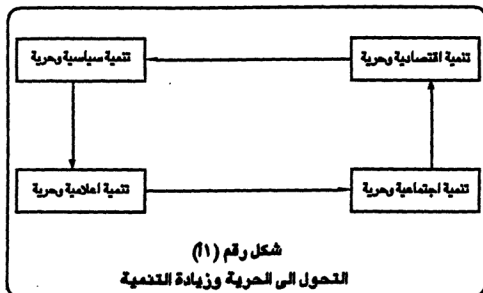 تنمية اقتصادية وحرية
تنمية سياسية وحرية
تنمية اجتماعية وحرية
تنمية اعلامية وحرية
شكل رقم (١أ)
التحول الى الحرية وزيادة التنمية